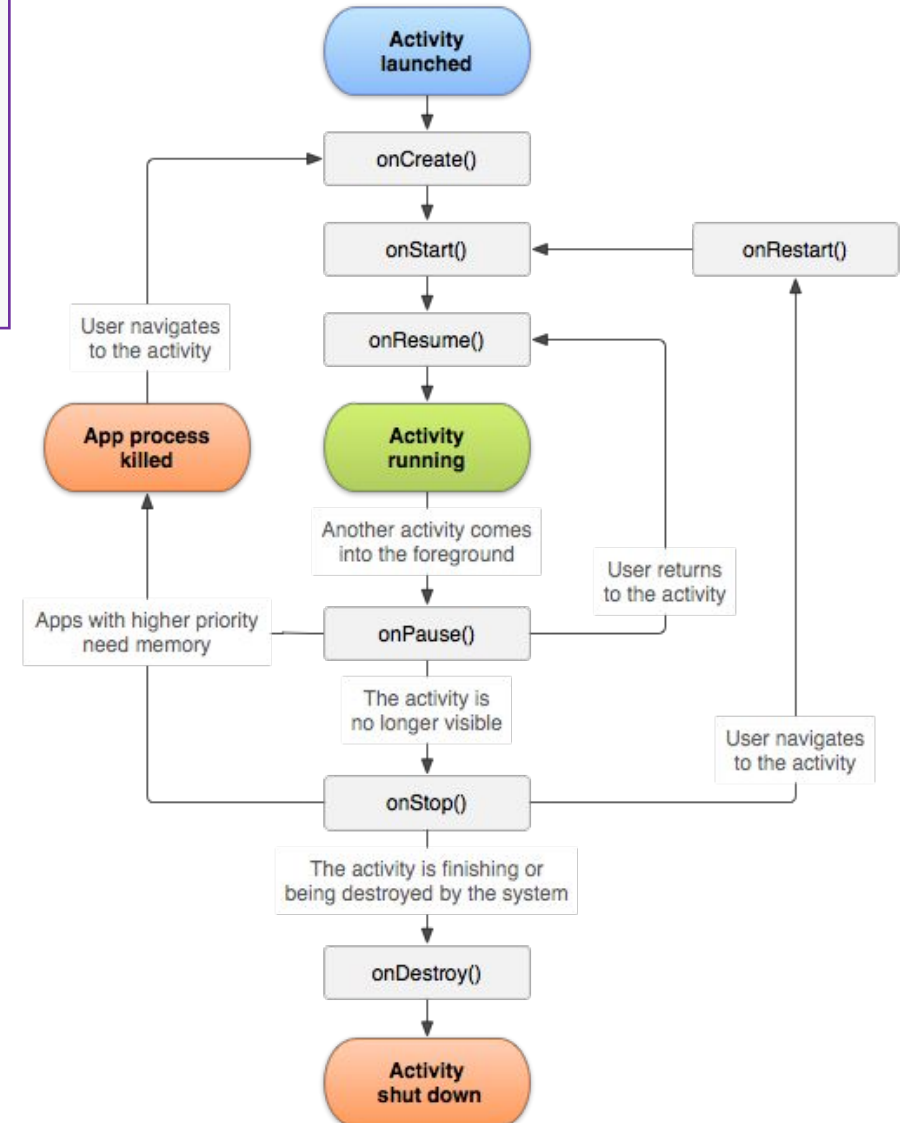 Activity
launched
onCreate()
onStart()
onRestart()
onResume()
User navigates
to the activity
App process
killed
Activity
running
Another activity comes
into the foreground
User returns
to the activity
Apps with higher priority
need memory
onPause()
The activity is
no longer visible
User navigates
to the activity
onStop()
The activity is finishing or
being destroyed by the system
onDestroy()
Activity
shut down